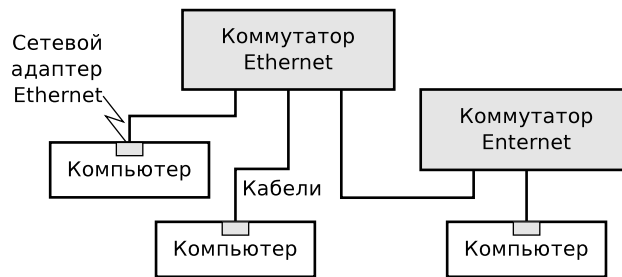 Сетевой
адаптер
Ethernet
Коммутатор
Ethernet
Коммутатор
Enternet
Компьютер
Кабели
Компьютер
Компьютер